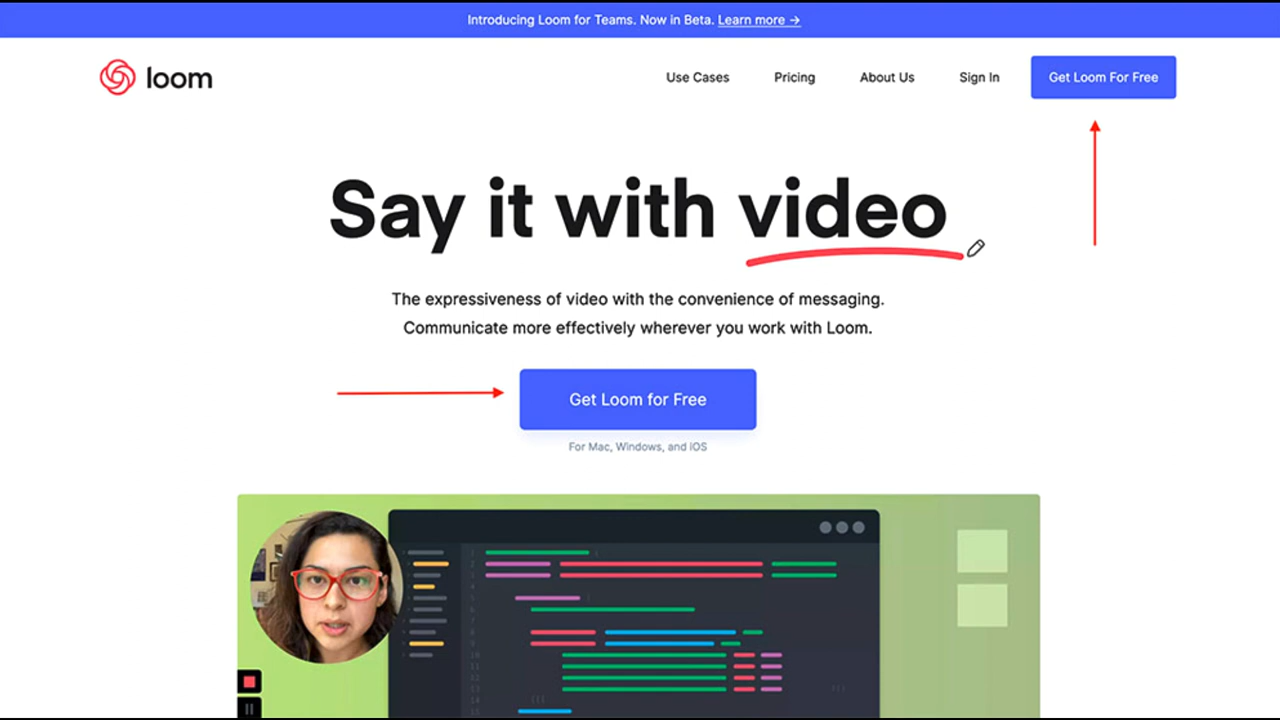 Introducing Loom for Teams. Now in Beta. Learn more →
loom
Use Cases
Pricing
About Us
Sign In
Get Loom For Free
Say it with video
The expressiveness of video with the convenience of messaging.
Communicate more effectively wherever you work with Loom.
Get Loom for Free
For Mac, Windows, and iOS